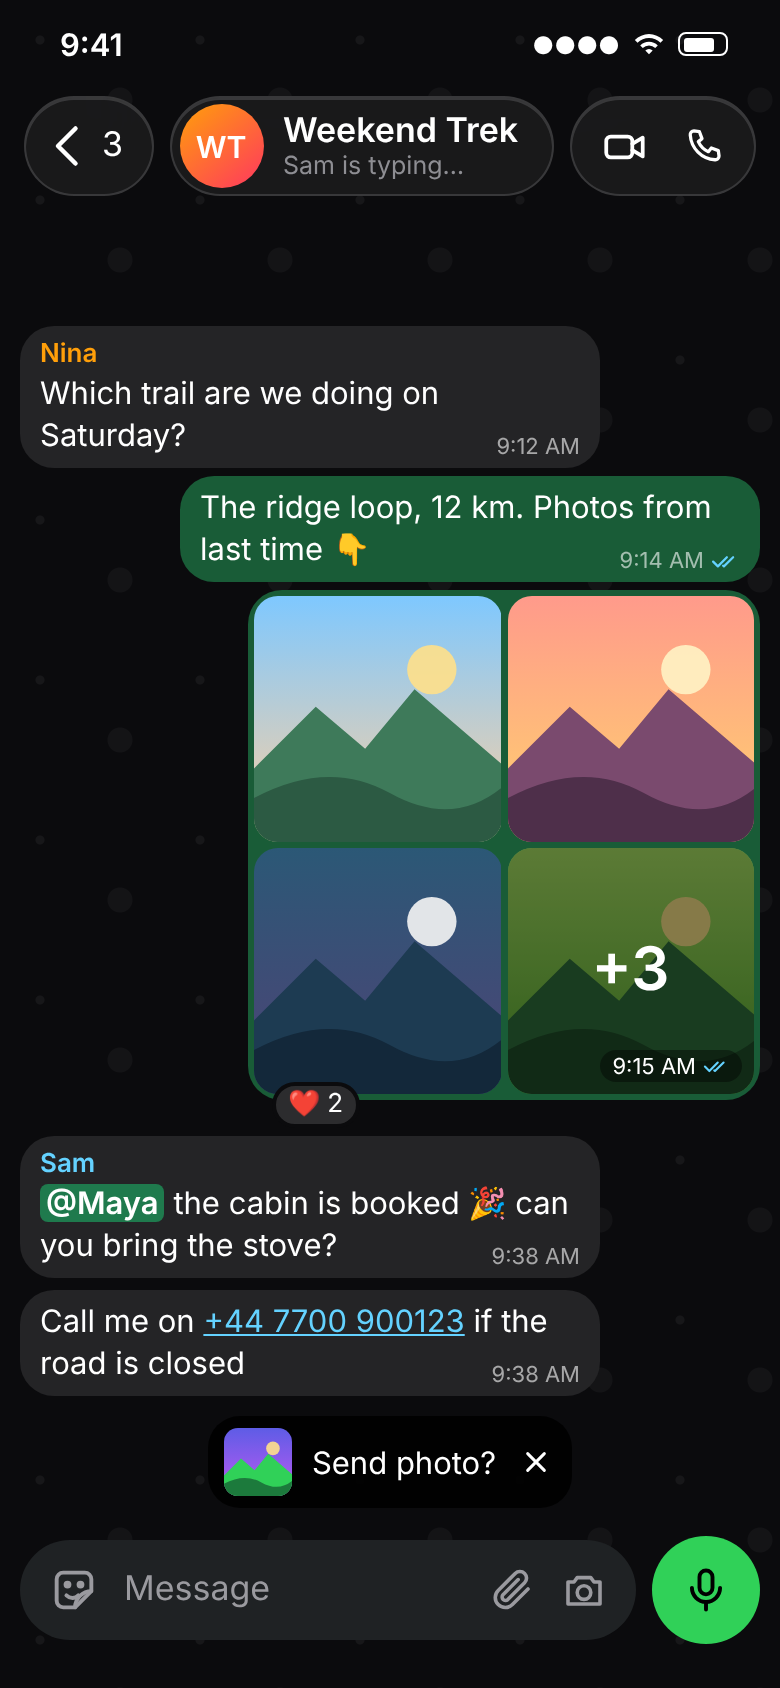 9:41
3
WT
Weekend Trek
Sam is typing...
Nina
Which trail are we doing on
Saturday?
9:12 AM
The ridge loop, 12 km. Photos from
last time 👇
9:14 AM
+3
9:15 AM
❤️ 2
Sam
@Maya the cabin is booked 🎉 can
you bring the stove?
9:38 AM
Call me on +44 7700 900123 if the
road is closed
9:38 AM
Send photo?
Message